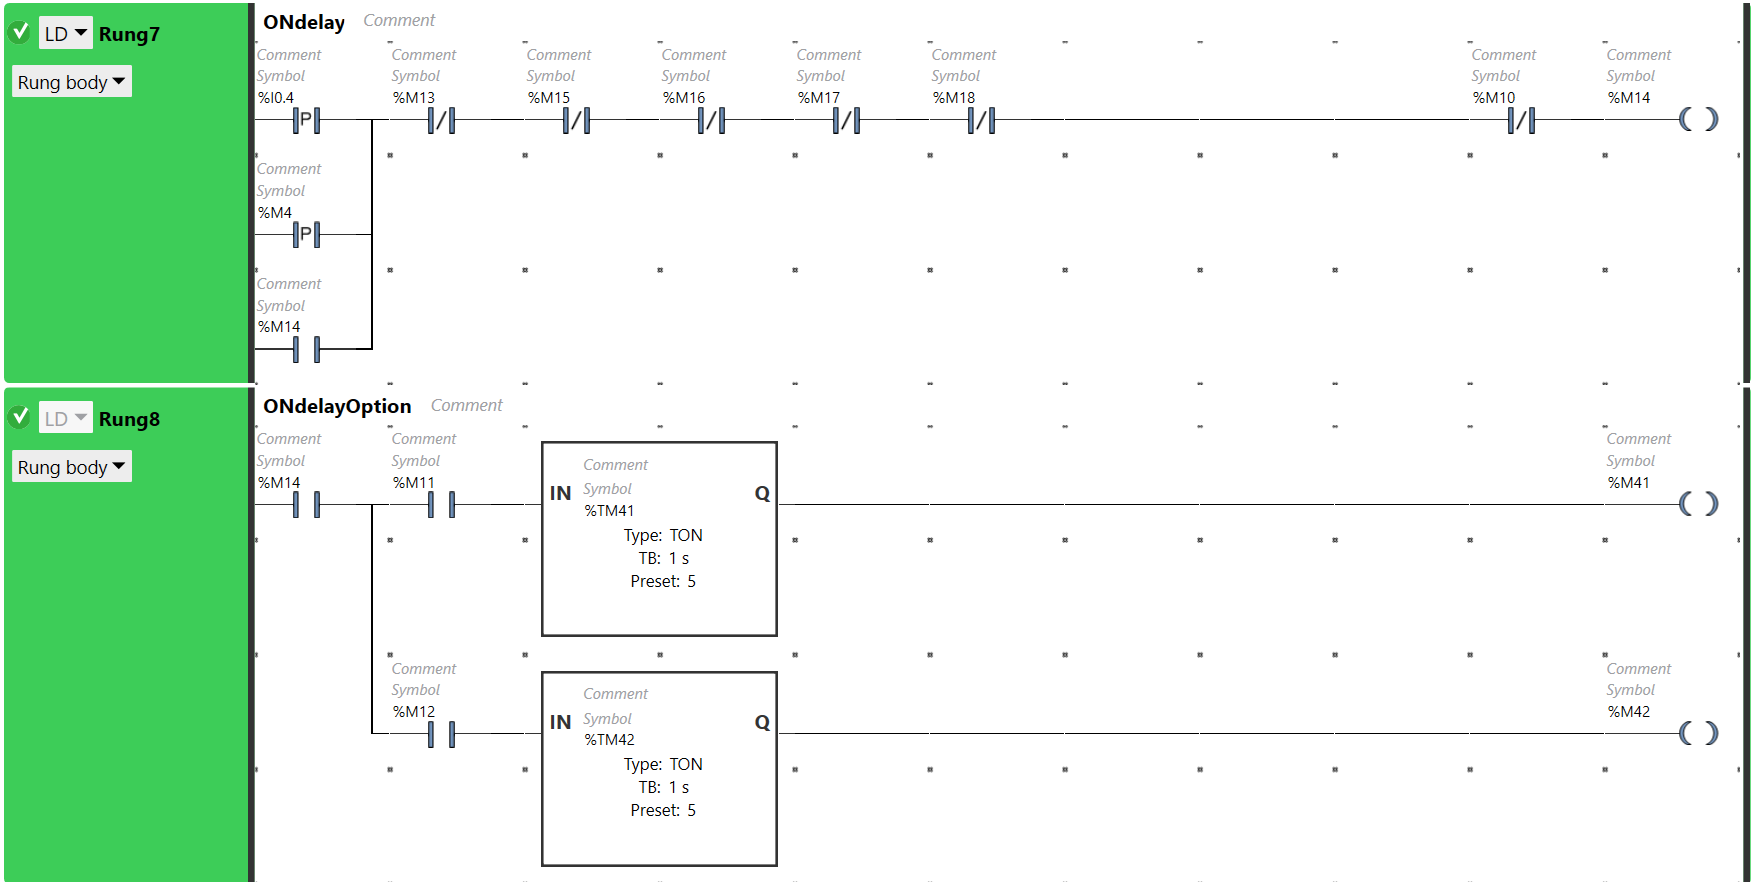 LD Rung7
Rung body
ONdelay Comment
Comment Comment Comment Comment Comment Comment Comment Comment
Symbol Symbol Symbol Symbol Symbol Symbol Symbol Symbol
%I0.4 %M13 %M15 %M16 %M17 %M18 %M10 %M14
P / / / / / /
Comment
Symbol
%M4
P
Comment
Symbol
%M14
LD Rung8
Rung body
ONdelayOption Comment
Comment Comment Comment
Symbol Symbol Symbol
%M14 %M11 %M41
Comment
IN Symbol Q
%TM41
Type: TON
TB: 1 s
Preset: 5
Comment Comment
Symbol Symbol
%M12 %M42
Comment
IN Symbol Q
%TM42
Type: TON
TB: 1 s
Preset: 5